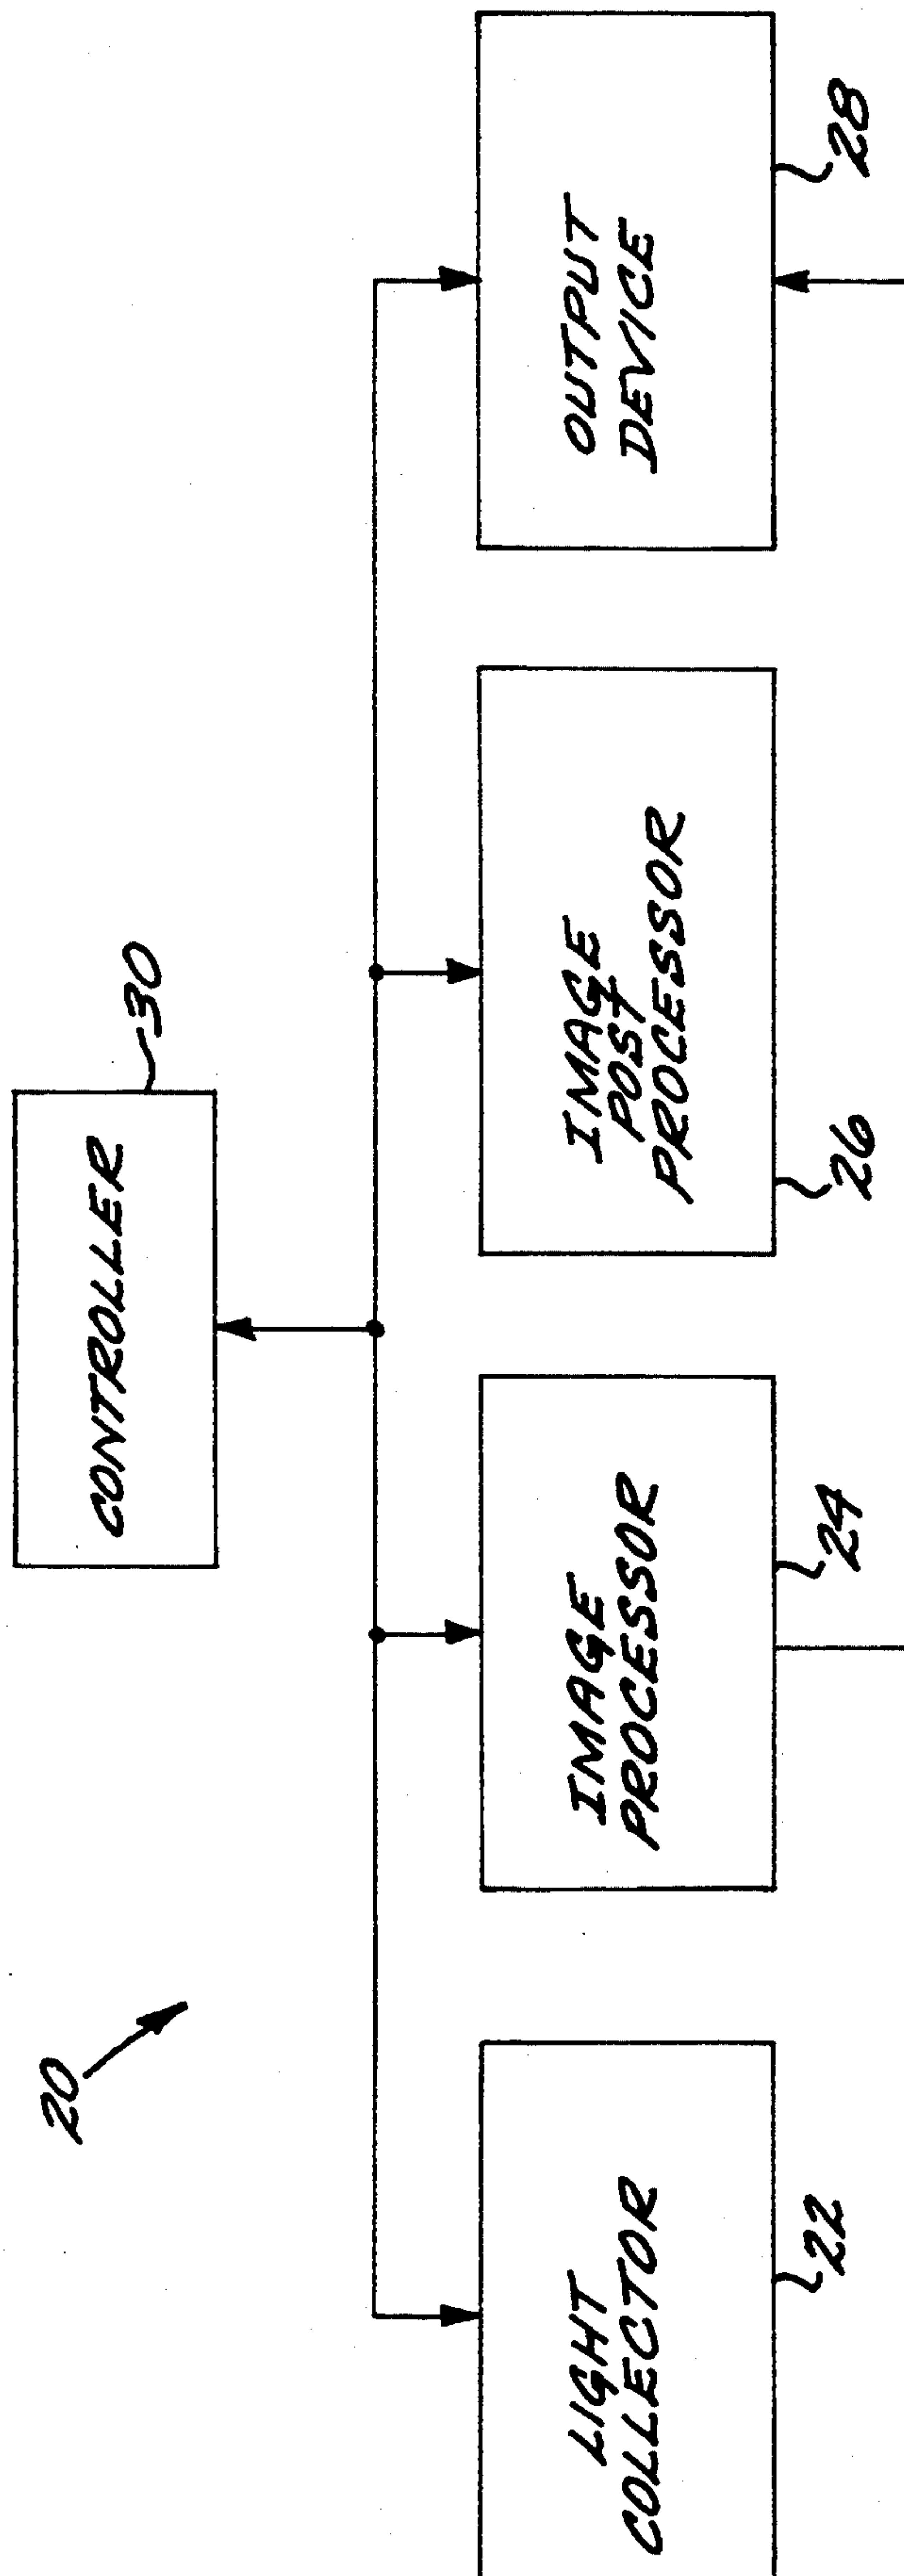 20
CONTROLLER
30
LIGHT
COLLECTOR
22
IMAGE
PROCESSOR
24
IMAGE
POST
PROCESSOR
26
OUTPUT
DEVICE
28